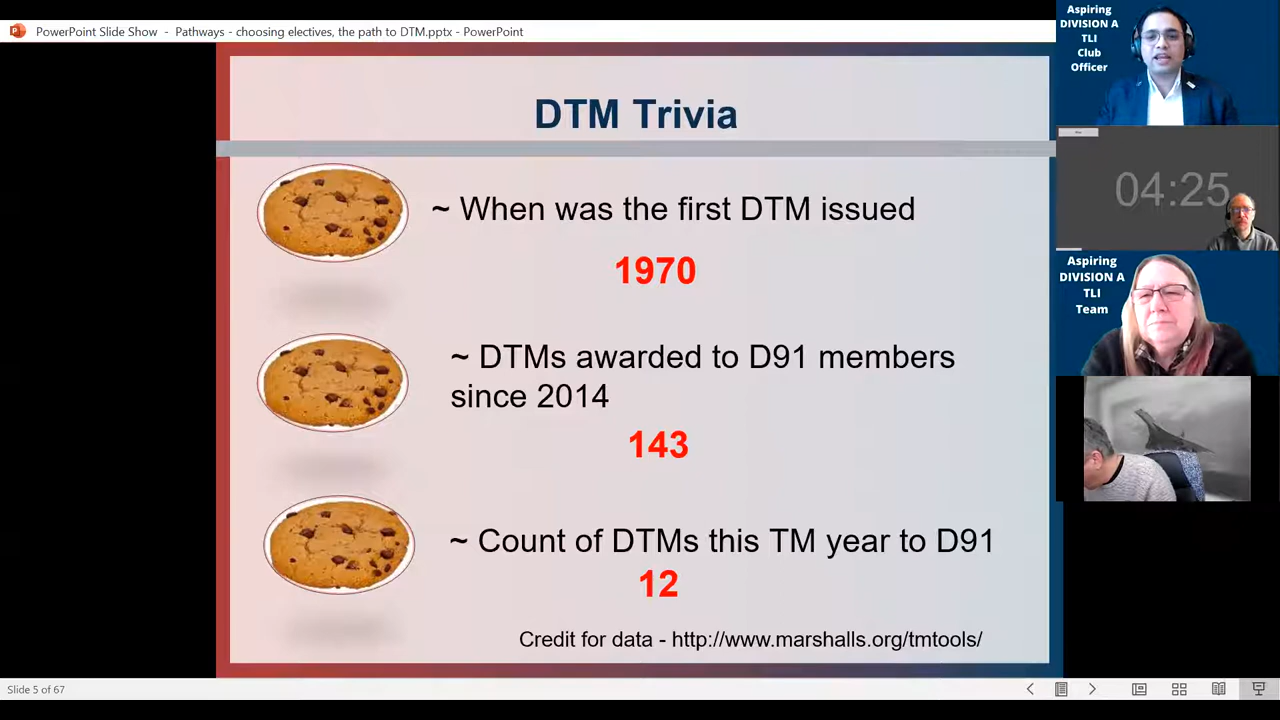 PowerPoint Slide Show - Pathways - choosing electives, the path to DTM.pptx - PowerPoint
DTM Trivia
~ When was the first DTM issued
1970
~ DTMs awarded to D91 members
since 2014
143
~ Count of DTMs this TM year to D91
12
Credit for data - http://www.marshalls.org/tmtools/
Slide 5 of 67
Aspiring
DIVISION A
TLI
Club
Officer
04:25
Aspiring
DIVISION A
TLI
Team